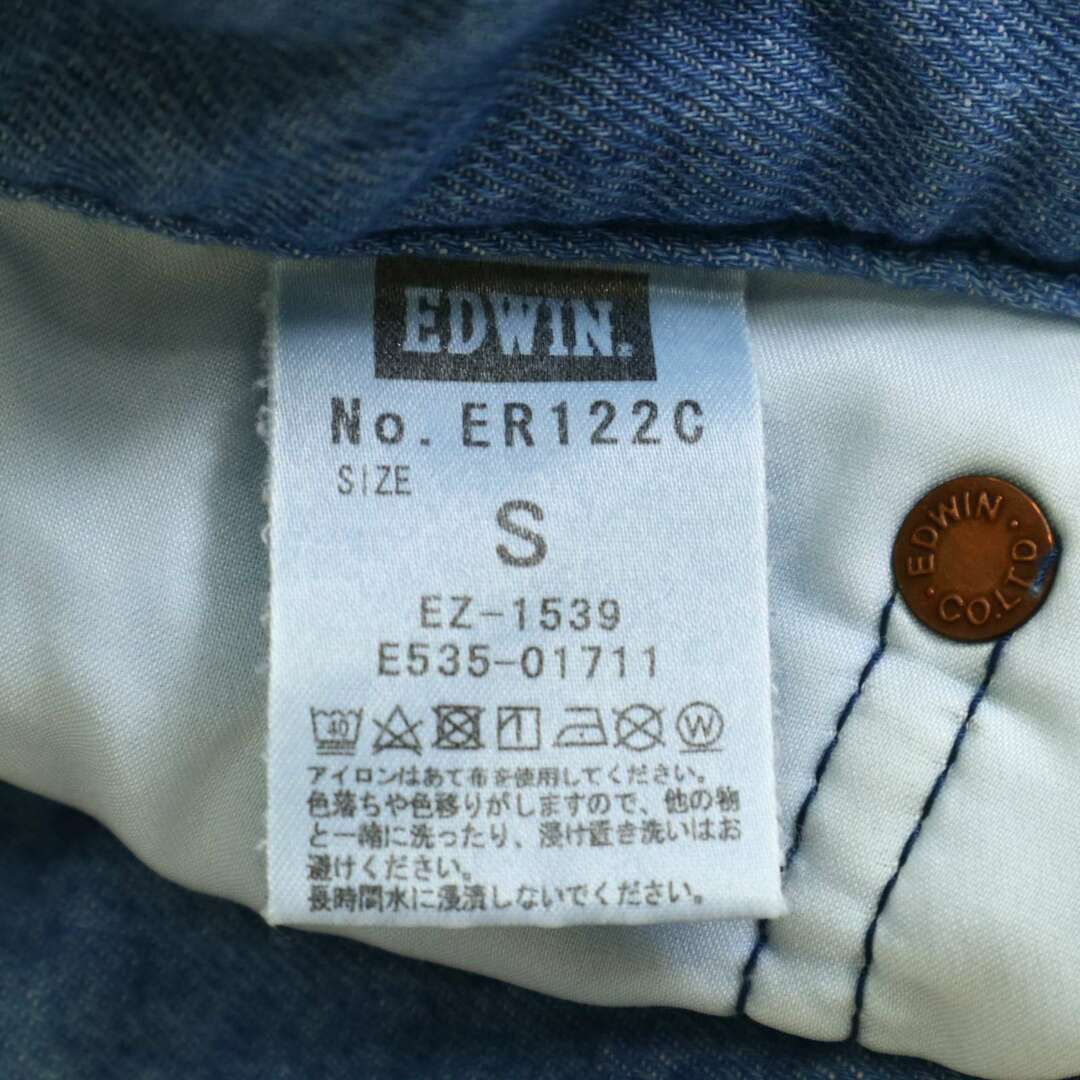 EDWIN.
No. ER122C
SIZE
S
EZ-1539
E535-01711
40 W
アイロンはあて布を使用してください。
色落ちや色移りがしますので、他の物
と一緒に洗ったり、浸け置き洗いはお
避けください。
長時間水に浸漬しないでください。
EDWIN・CO.LTD・